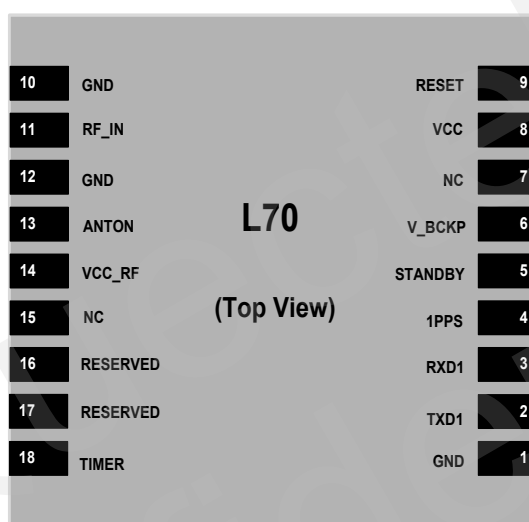 10 GND RESET 9
11 RF_IN VCC 8
12 GND NC 7
13 ANTON L70 V_BCKP 6
14 VCC_RF STANDBY 5
15 NC (Top View) 1PPS 4
16 RESERVED RXD1 3
17 RESERVED TXD1 2
18 TIMER GND 1